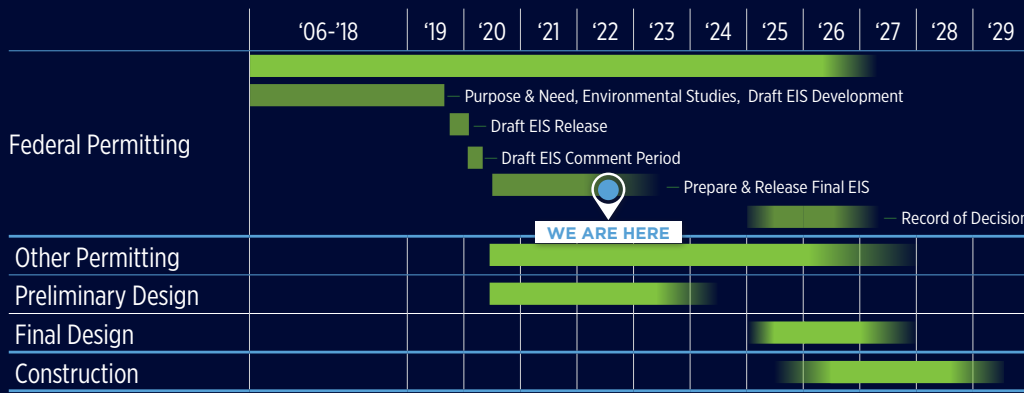 ‘06-’18 ‘19 ‘20 ‘21 ‘22 ‘23 ‘24 ‘25 ‘26 ‘27 ‘28 ‘29
Purpose & Need, Environmental Studies, Draft EIS Development
Draft EIS Release
Federal Permitting
Draft EIS Comment Period
Prepare & Release Final EIS
Record of Decision
WE ARE HERE
Other Permitting
Preliminary Design
Final Design
Construction